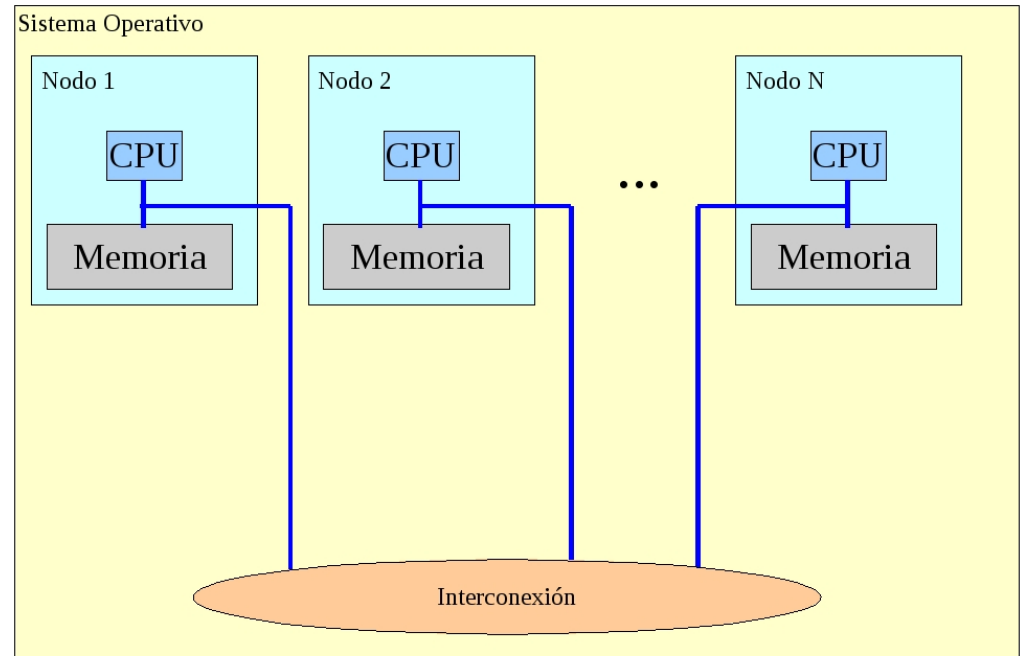 Sistema Operativo
Nodo 1
Nodo 2
Nodo N
CPU
CPU
...
CPU
Memoria
Memoria
Memoria
Interconexión